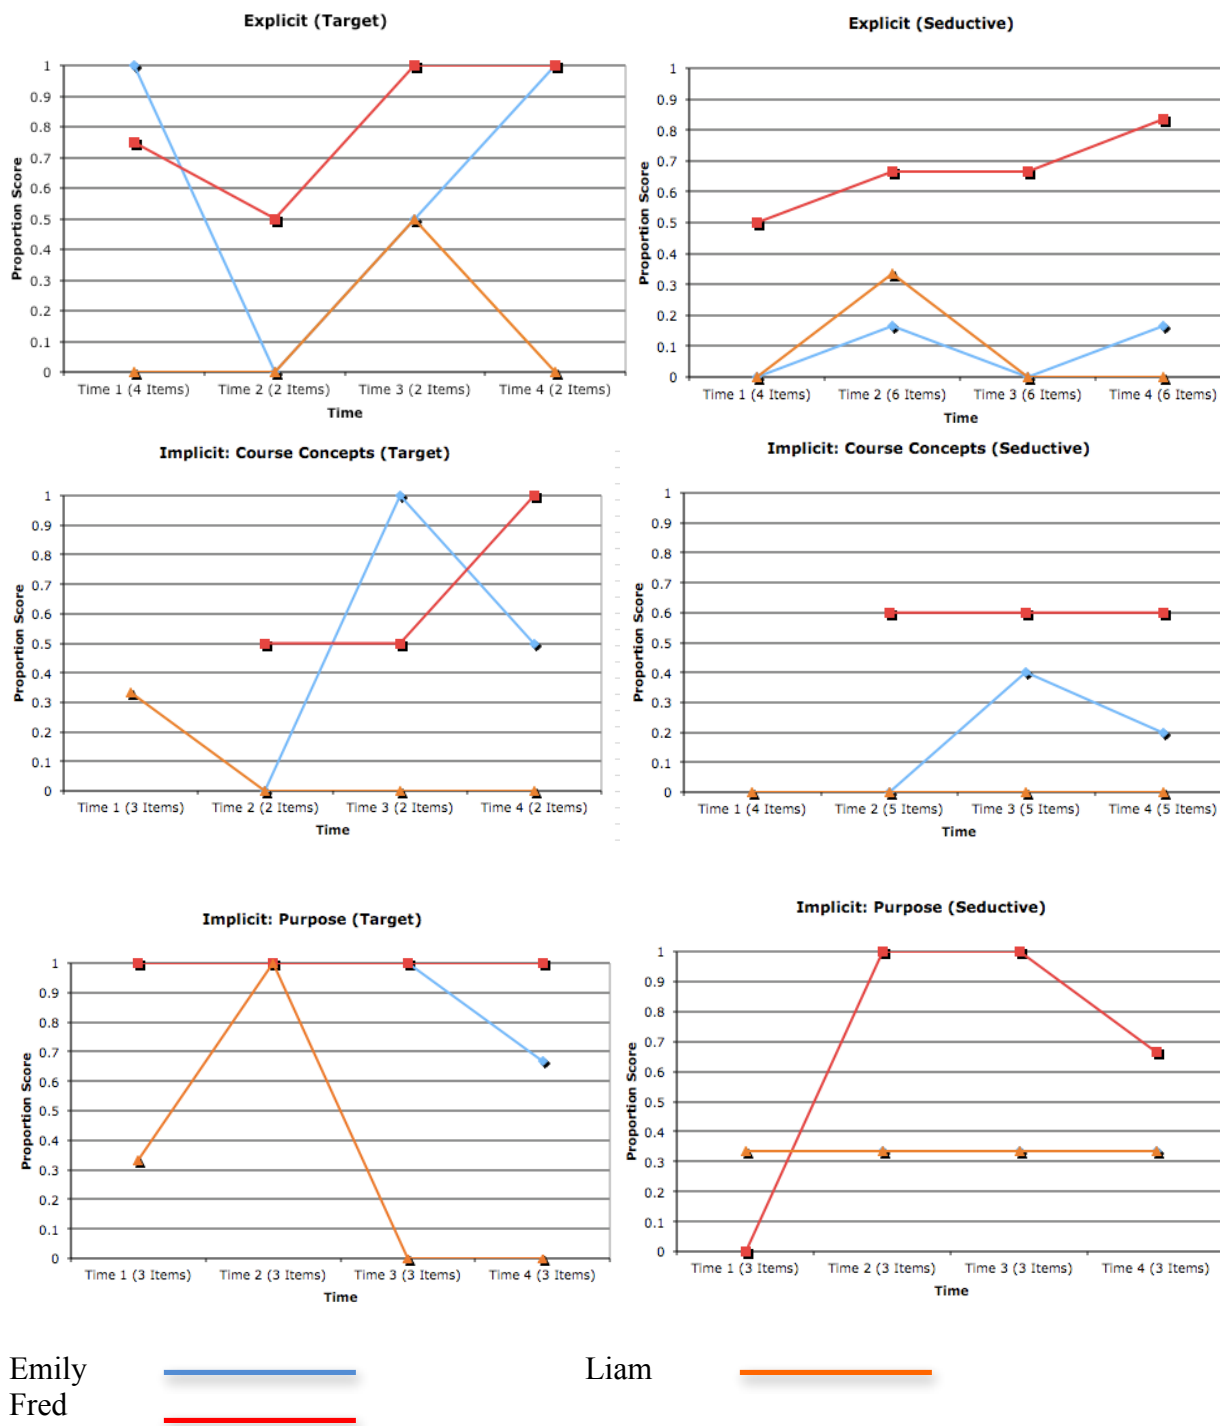 Explicit (Target)
1
0.9
0.8
0.7
0.6
0.5
0.4
0.3
0.2
0.1
0
Proportion Score
Time 1 (4 Items) Time 2 (2 Items) Time 3 (2 Items) Time 4 (2 Items)
Time
Explicit (Seductive)
1
0.9
0.8
0.7
0.6
0.5
0.4
0.3
0.2
0.1
0
Proportion Score
Time 1 (4 Items) Time 2 (6 Items) Time 3 (6 Items) Time 4 (6 Items)
Time
Implicit: Course Concepts (Target)
1
0.9
0.8
0.7
0.6
0.5
0.4
0.3
0.2
0.1
0
Proportion Score
Time 1 (3 Items) Time 2 (2 Items) Time 3 (2 Items) Time 4 (2 Items)
Time
Implicit: Course Concepts (Seductive)
1
0.9
0.8
0.7
0.6
0.5
0.4
0.3
0.2
0.1
0
Proportion Score
Time 1 (4 Items) Time 2 (5 Items) Time 3 (5 Items) Time 4 (5 Items)
Time
Implicit: Purpose (Target)
1
0.9
0.8
0.7
0.6
0.5
0.4
0.3
0.2
0.1
0
Proportion Score
Time 1 (3 Items) Time 2 (3 Items) Time 3 (3 Items) Time 4 (3 Items)
Time
Implicit: Purpose (Seductive)
1
0.9
0.8
0.7
0.6
0.5
0.4
0.3
0.2
0.1
0
Proportion Score
Time 1 (3 Items) Time 2 (3 Items) Time 3 (3 Items) Time 4 (3 Items)
Time
Emily Liam
Fred